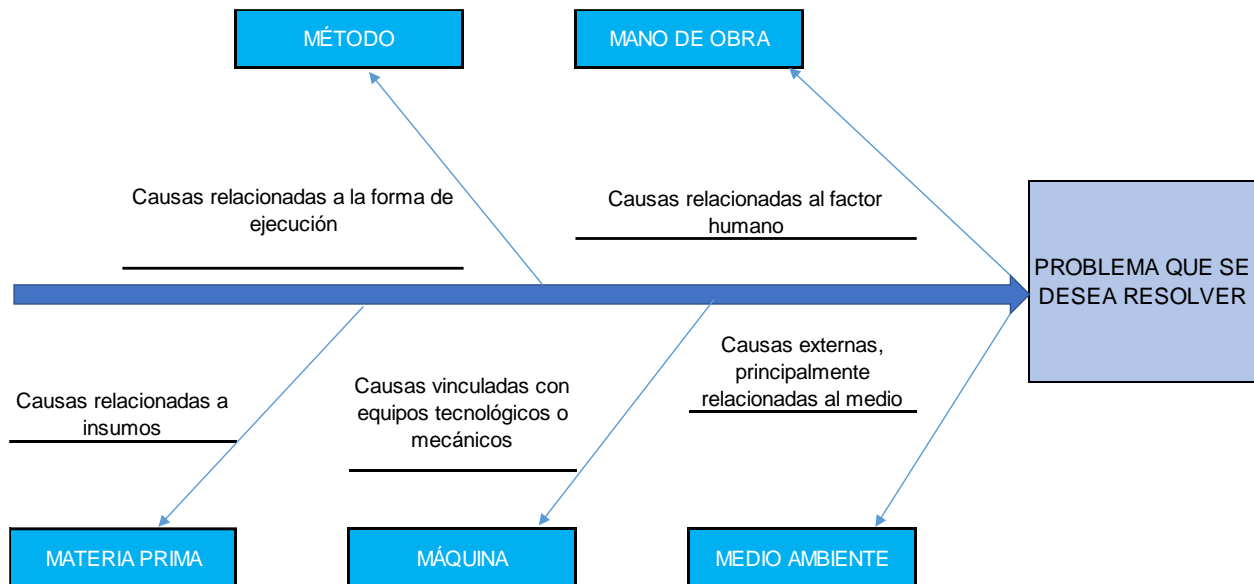 MÉTODO
MANO DE OBRA
Causas relacionadas a la forma de
ejecución
Causas relacionadas al factor
humano
PROBLEMA QUE SE
DESEA RESOLVER
Causas relacionadas a
insumos
Causas vinculadas con
equipos tecnológicos o
mecánicos
Causas externas,
principalmente
relacionadas al medio
MATERIA PRIMA
MÁQUINA
MEDIO AMBIENTE